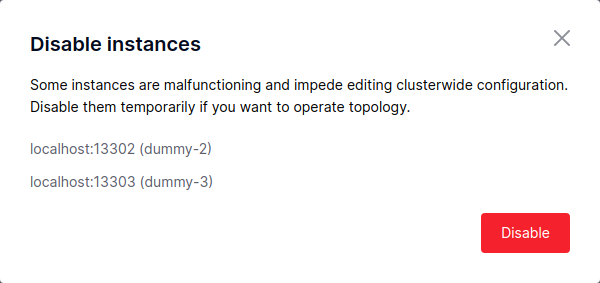 Disable instances
Some instances are malfunctioning and impede editing clusterwide configuration.
Disable them temporarily if you want to operate topology.
localhost:13302 (dummy-2)
localhost:13303 (dummy-3)
Disable